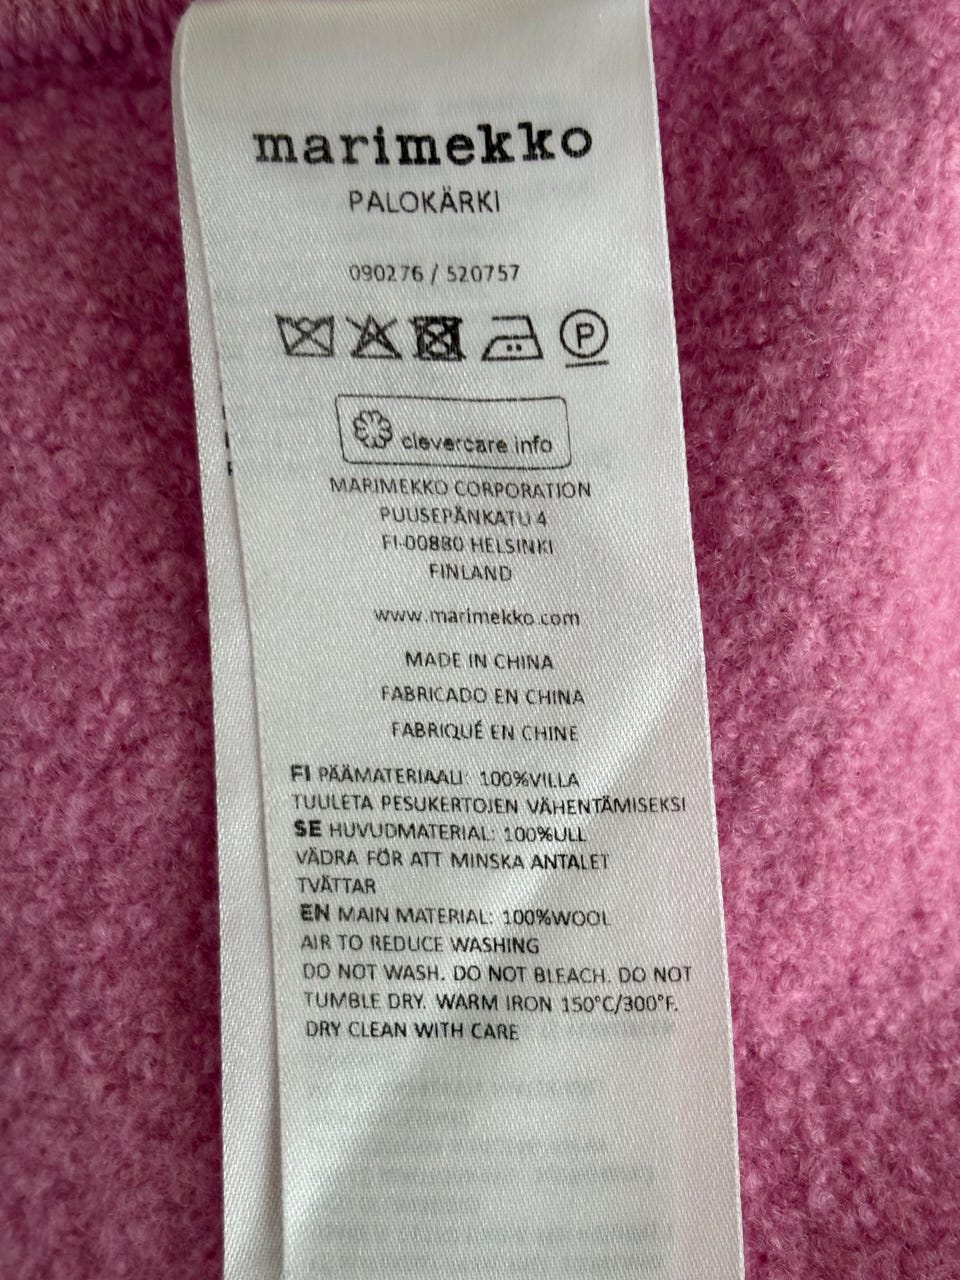 marimekko
PALOKÄRKI
090276 / 520757
P
clevercare.info
MARIMEKKO CORPORATION
PUUSEPÄNKATU 4
FI-00880 HELSINKI
FINLAND
www.marimekko.com
MADE IN CHINA
FABRICADO EN CHINA
FABRIQUÉ EN CHINE
FI PÄÄMATERIAALI: 100%VILLA
TUULETA PESUKERTOJEN VÄHENTÄMISEKSI
SE HUVUDMATERIAL: 100%ULL
VÄDRA FÖR ATT MINSKA ANTALET
TVÄTTAR
EN MAIN MATERIAL: 100%WOOL
AIR TO REDUCE WASHING
DO NOT WASH. DO NOT BLEACH. DO NOT
TUMBLE DRY. WARM IRON 150°C/300°F.
DRY CLEAN WITH CARE